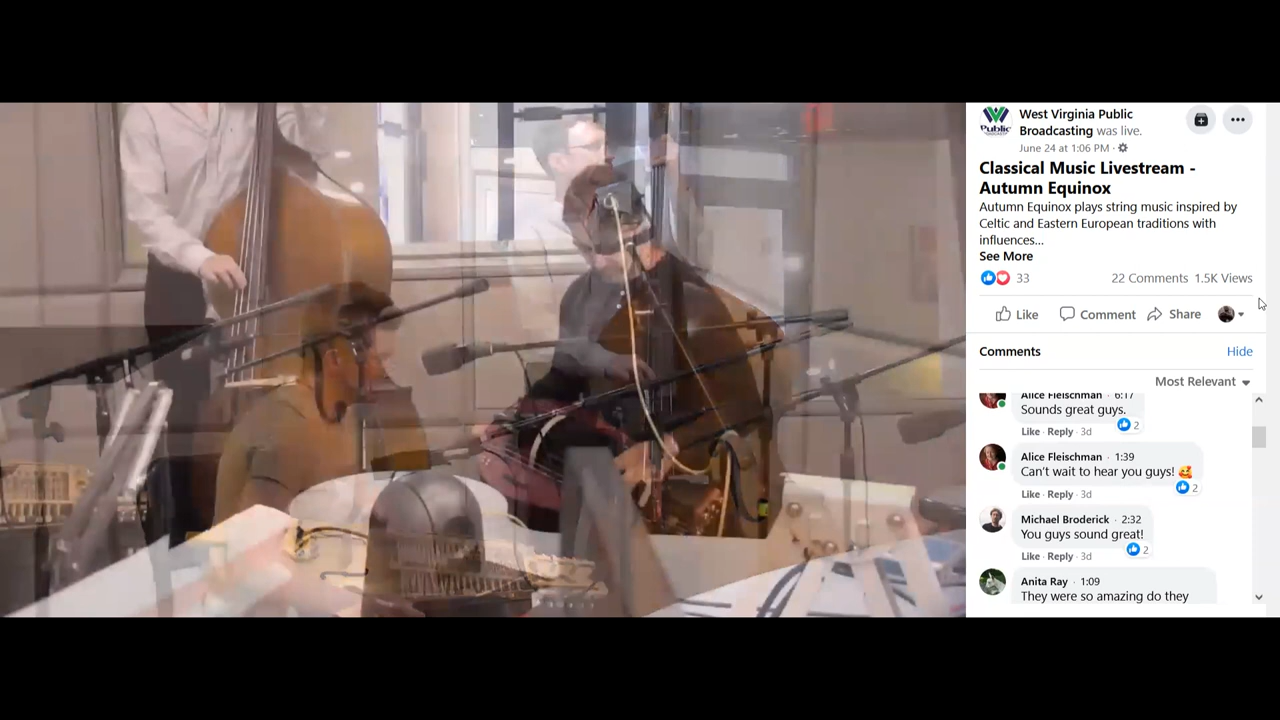 Public
West Virginia Public
Broadcasting was live.
June 24 at 1:06 PM ·
Classical Music Livestream -
Autumn Equinox
Autumn Equinox plays string music inspired by
Celtic and Eastern European traditions with
influences...
See More
33
22 Comments 1.5K Views
Like Comment Share
Comments Hide
Most Relevant
Alice Fleischman · 6:17
Sounds great guys.
2
Like · Reply · 3d
Alice Fleischman · 1:39
Can't wait to hear you guys! 🥰
2
Like · Reply · 3d
Michael Broderick · 2:32
You guys sound great!
2
Like · Reply · 3d
Anita Ray · 1:09
They were so amazing do they